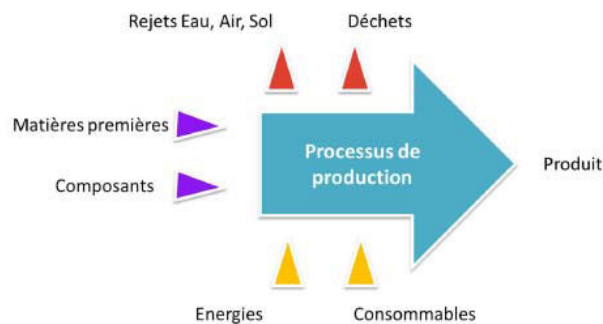 Rejets Eau, Air, Sol
Déchets
Matières premières
Processus de
production
Produit
Composants
Energies
Consommables